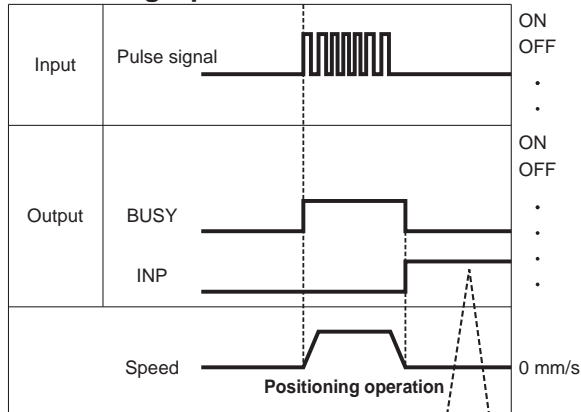 ON
OFF
Input
Pulse signal
.
.
ON
OFF
.
Output
BUSY
.
.
INP
.
Speed
0 mm/s
Positioning operation